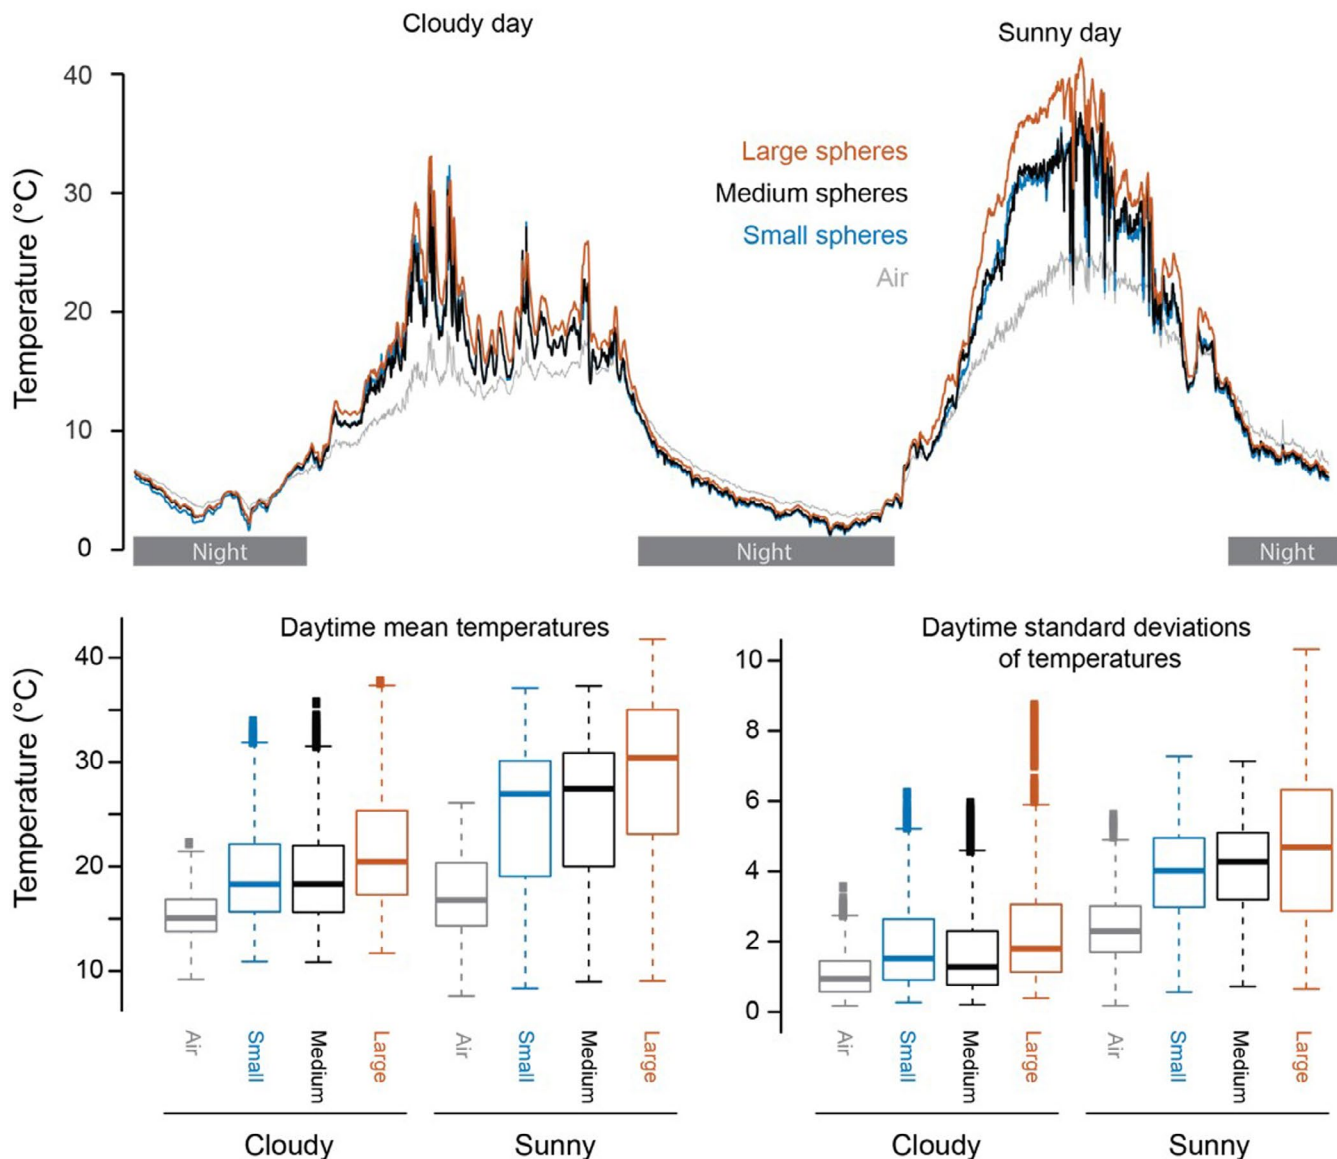 Cloudy day
Sunny day
Temperature (°C)
40
30
20
10
0
Large spheres
Medium spheres
Small spheres
Air
Night
Night
Night
Daytime mean temperatures
Temperature (°C)
40
30
20
10
Air
Small
Medium
Large
Air
Small
Medium
Large
Cloudy
Sunny
Daytime standard deviations
of temperatures
10
8
6
4
2
0
Air
Small
Medium
Large
Air
Small
Medium
Large
Cloudy
Sunny